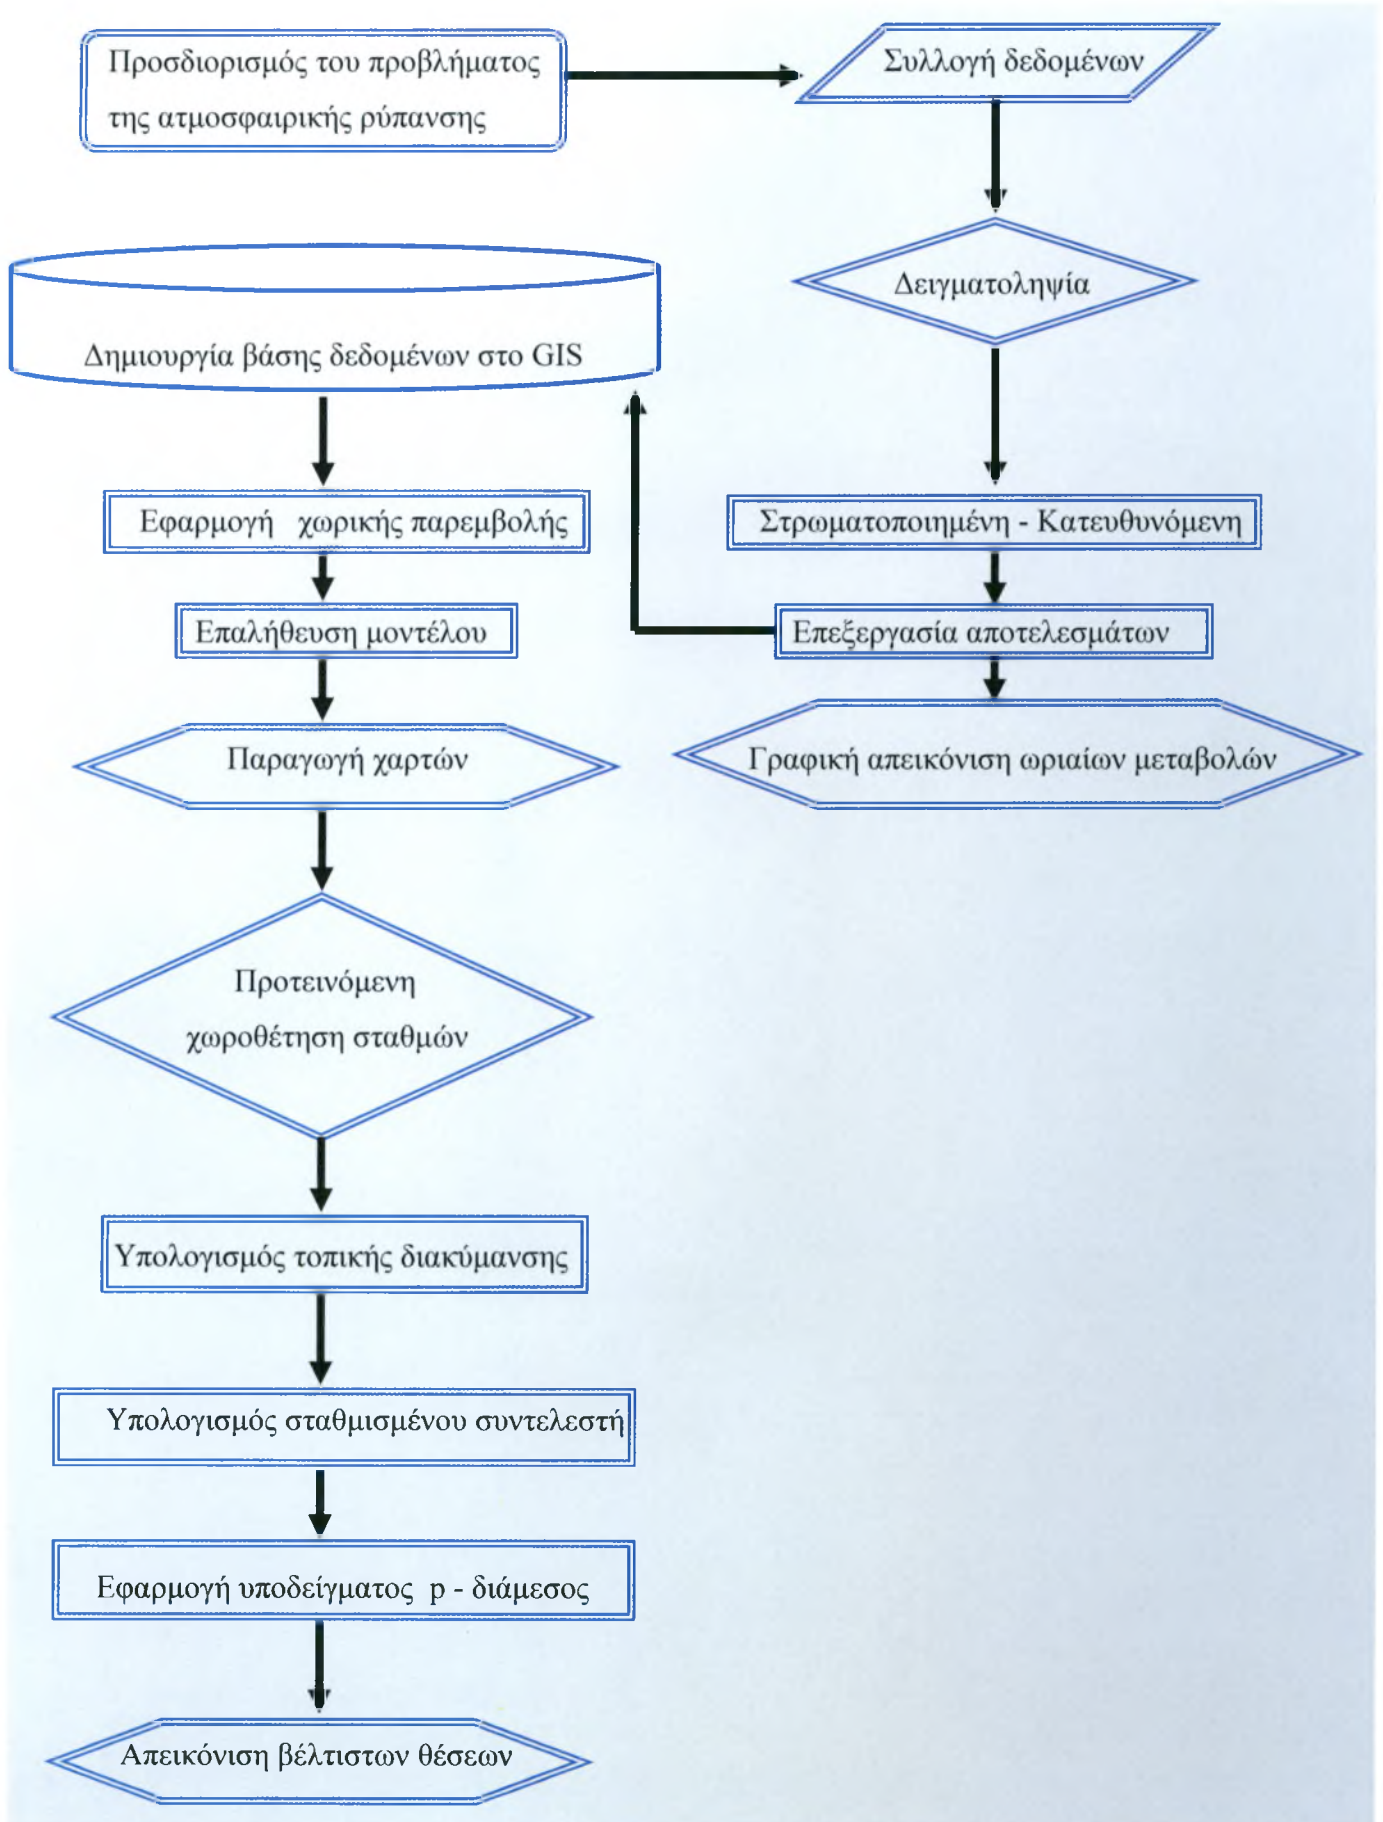 Προσδιορισμός του προβλήματος
της ατμοσφαιρικής ρύπανσης
Συλλογή δεδομένων
Δειγματοληψία
Στρωματοποιημένη - Κατευθυνόμενη
Επεξεργασία αποτελεσμάτων
Γραφική απεικόνιση ωριαίων μεταβολών
Δημιουργία βάσης δεδομένων στο GIS
Εφαρμογή χωρικής παρεμβολής
Επαλήθευση μοντέλου
Παραγωγή χαρτών
Προτεινόμενη
χωροθέτηση σταθμών
Υπολογισμός τοπικής διακύμανσης
Υπολογισμός σταθμισμένου συντελεστή
Εφαρμογή υποδείγματος p - διάμεσος
Απεικόνιση βέλτιστων θέσεων